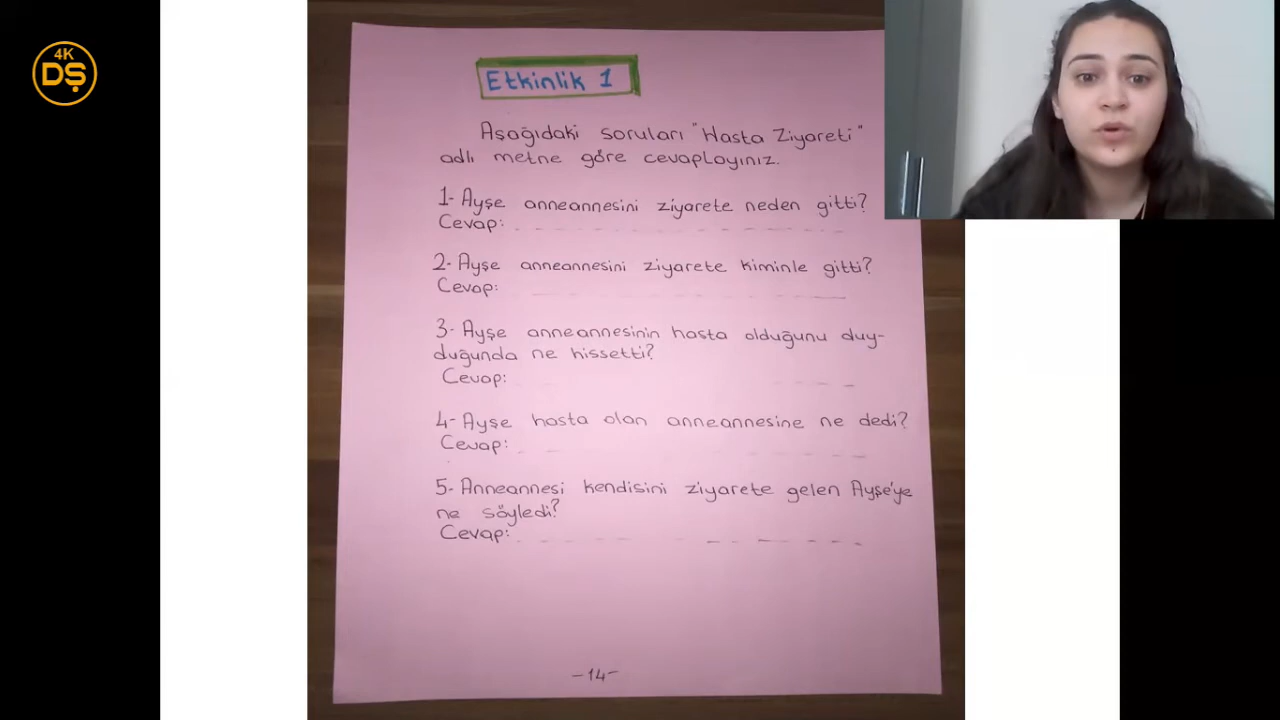 4K
DŞ
Etkinlik 1
Aşağıdaki soruları "Hasta Ziyareti"
adlı metne göre cevaplayınız.
1- Ayşe anneannesini ziyarete neden gitti?
Cevap:
2- Ayşe anneannesini ziyarete kiminle gitti?
Cevap:
3- Ayşe anneannesinin hasta olduğunu duy-
duğunda ne hissetti?
Cevap:
4- Ayşe hasta olan anneannesine ne dedi?
Cevap:
5- Anneannesi kendisini ziyarete gelen Ayşe'ye
ne söyledi?
Cevap:
-14-